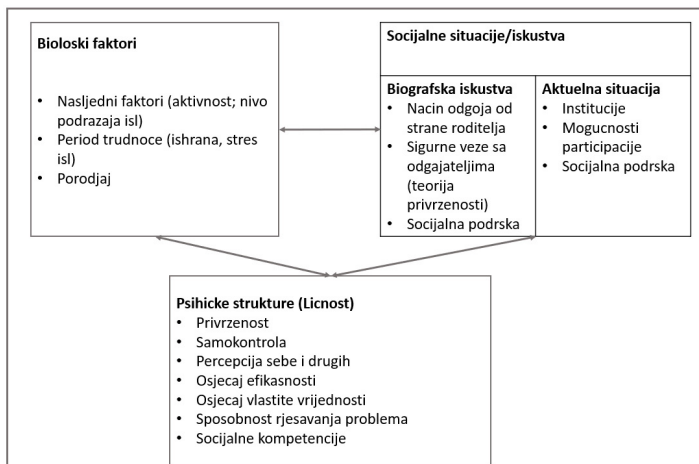 Bioloski faktori
• Nasljedni faktori (aktivnost; nivo
podrazaja isl)
• Period trudnoce (ishrana, stres
isl)
• Porodjaj
Socijalne situacije/iskustva
Biografska iskustva
• Nacin odgoja od
strane roditelja
• Sigurne veze sa
odgajateljima
(teorija
privrzenosti)
• Socijalna podrska
Aktuelna situacija
• Institucije
• Mogucnosti
participacije
• Socijalna podrska
Psihicke strukture (Licnost)
• Privrzenost
• Samokontrola
• Percepcija sebe i drugih
• Osjecaj efikasnosti
• Osjecaj vlastite vrijednosti
• Sposobnost rjesavanja problema
• Socijalne kompetencije